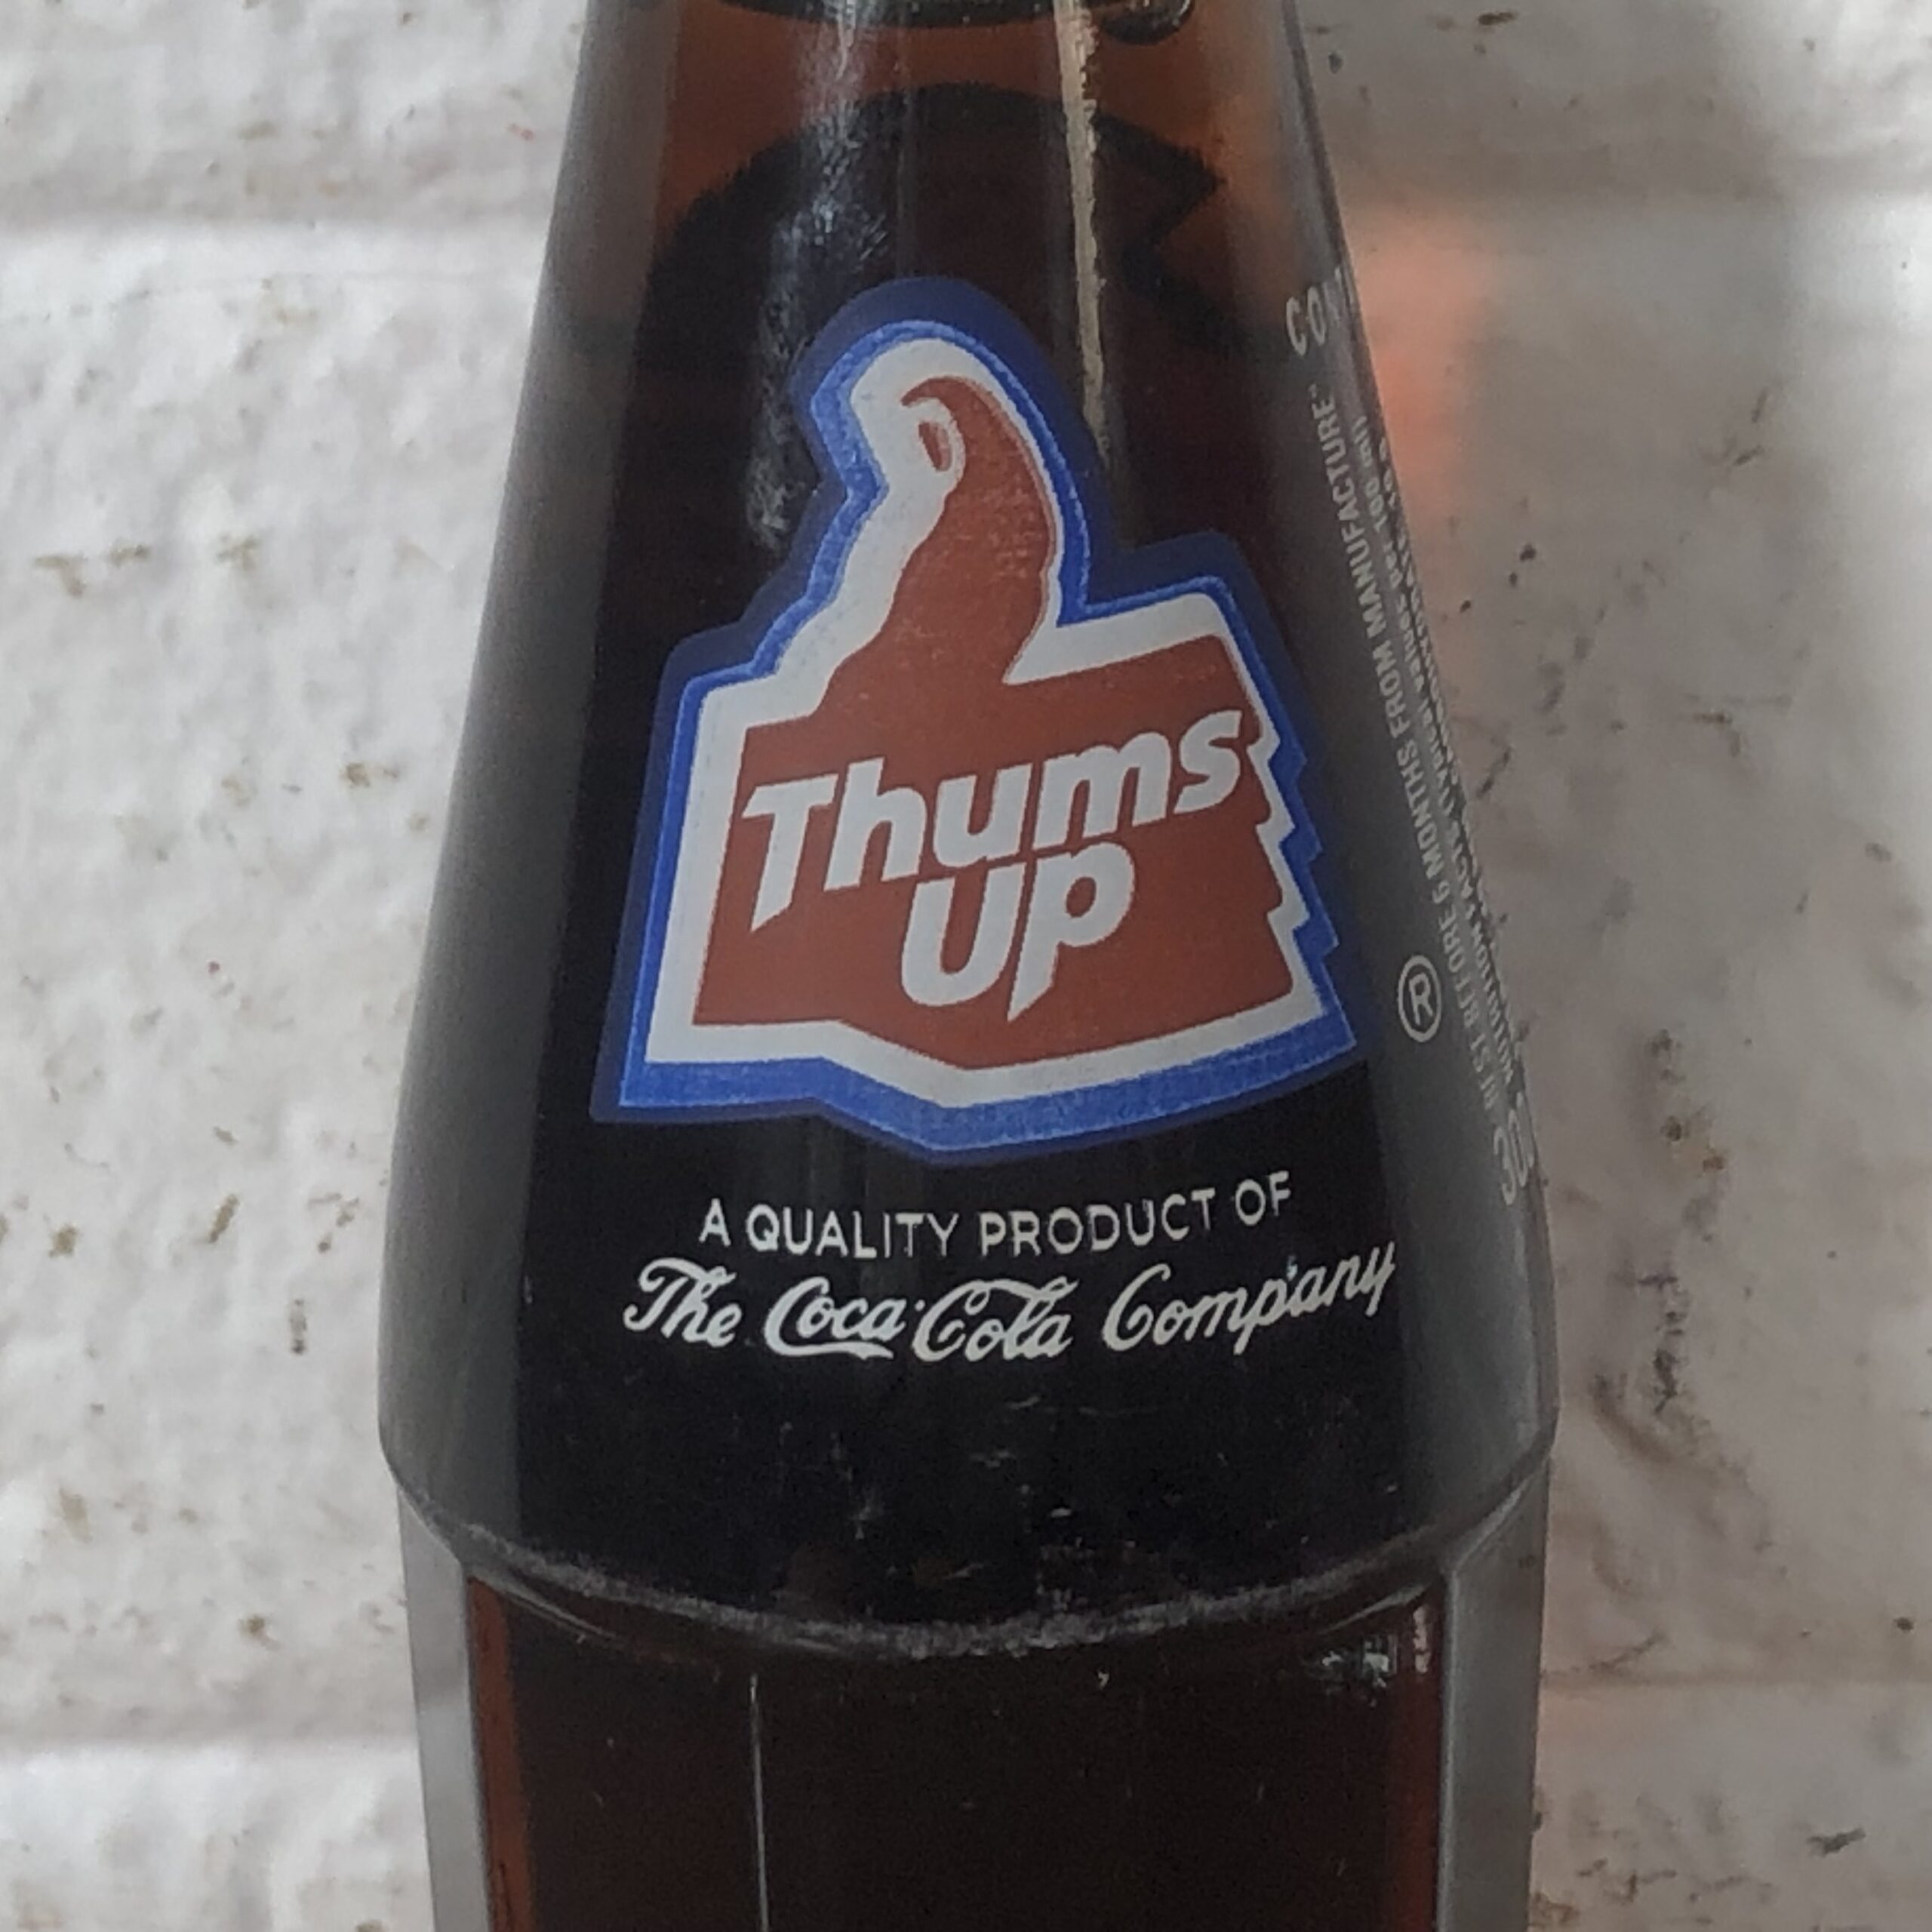 Thums
Up
A QUALITY PRODUCT OF
The Coca-Cola Company
®
BEST BEFORE 6 MONTHS FROM MANUFACTURE